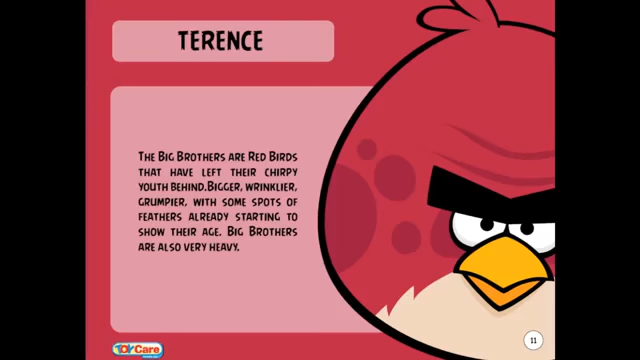 TERENCE
THE BIG BROTHERS ARE RED BIRDS
THAT HAVE LEFT THEIR CHIRPY
YOUTH BEHIND.BIGGER, WRINKLIER,
GRUMPIER, WITH SOME SPOTS OF
FEATHERS ALREADY STARTING TO
SHOW THEIR AGE. BIG BROTHERS
ARE ALSO VERY HEAVY.
TOYCare
11